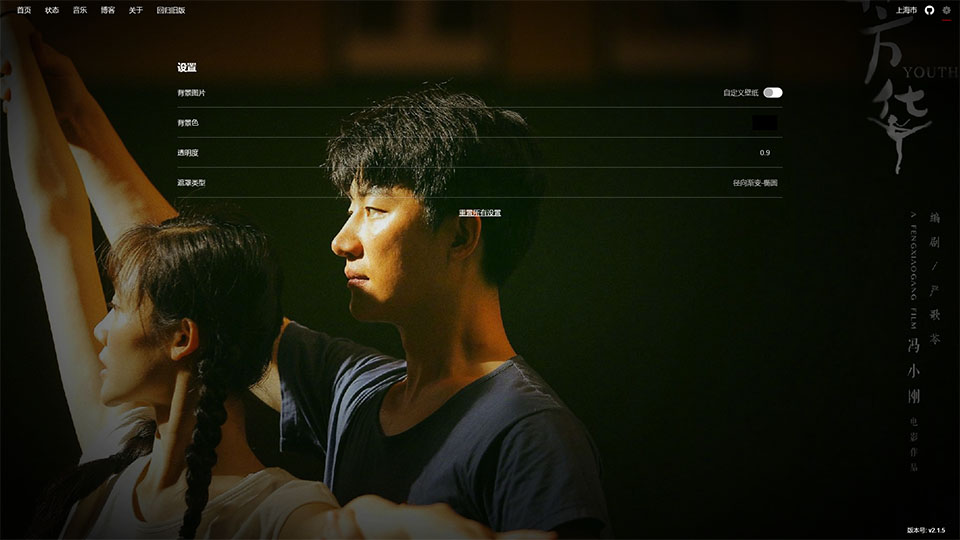 首页 状态 音乐 博客 关于 回归旧版
上海市
设置
背景图片 自定义壁纸
背景色
透明度 0.9
遮罩类型 径向渐变-椭圆
重置所有设置
芳华
YOUTH
编剧/严歌苓
A FENGXIAOGANG FILM
冯小刚电影作品
版本号: v2.1.5